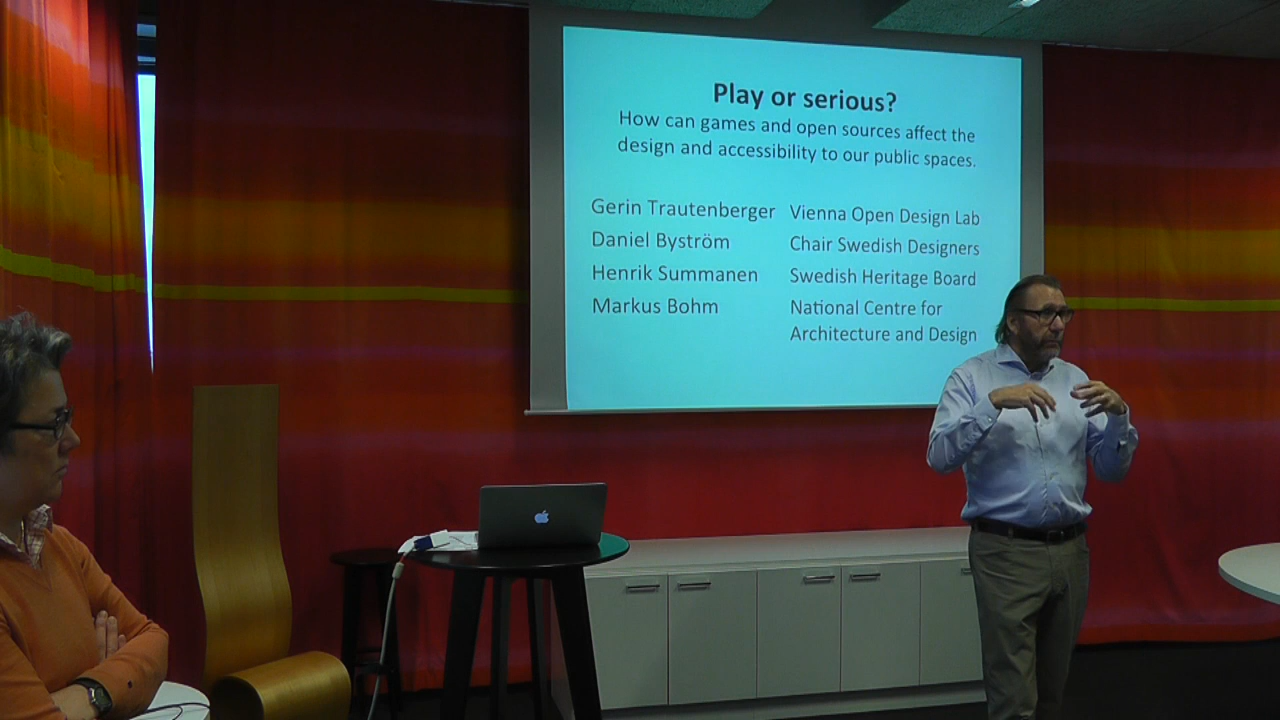 Play or serious?
How can games and open sources affect the
design and accessibility to our public spaces.
Gerin Trautenberger Vienna Open Design Lab
Daniel Byström Chair Swedish Designers
Henrik Summanen Swedish Heritage Board
Markus Bohm National Centre for
Architecture and Design